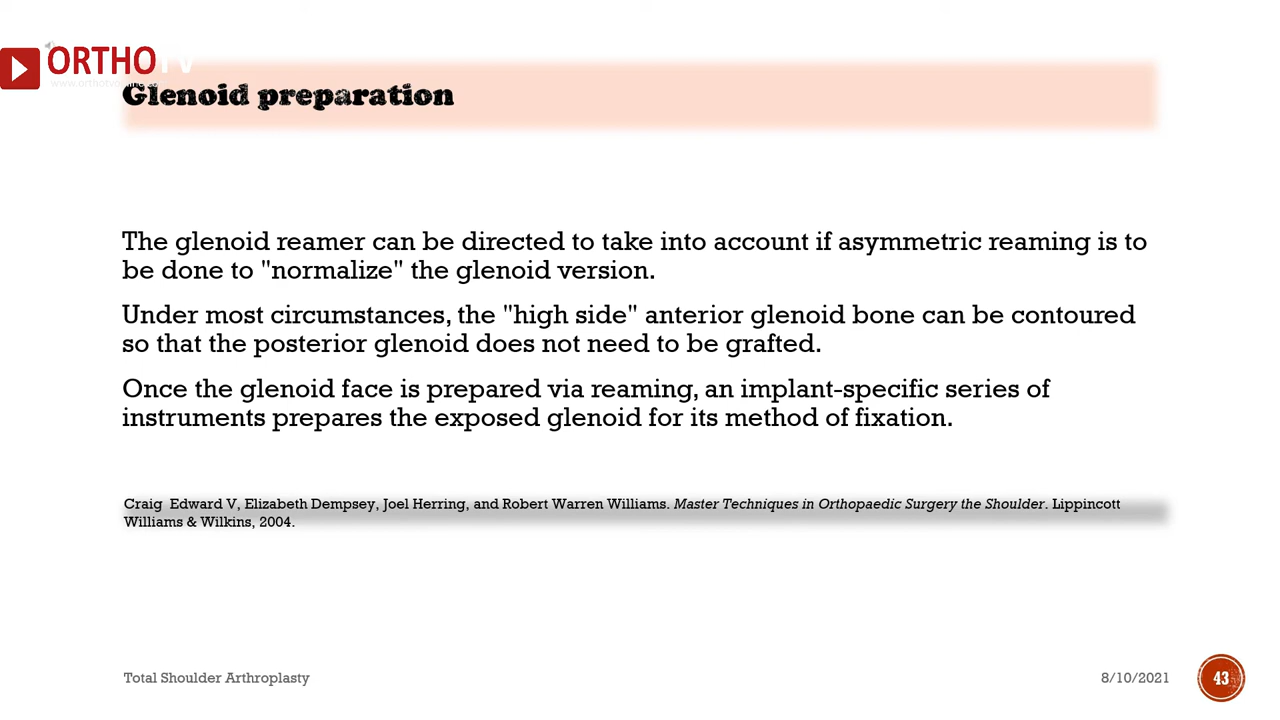 ORTHOTV
Glenoid preparation
The glenoid reamer can be directed to take into account if asymmetric reaming is to
be done to "normalize" the glenoid version.
Under most circumstances, the "high side" anterior glenoid bone can be contoured
so that the posterior glenoid does not need to be grafted.
Once the glenoid face is prepared via reaming, an implant-specific series of
instruments prepares the exposed glenoid for its method of fixation.
Craig Edward V, Elizabeth Dempsey, Joel Herring, and Robert Warren Williams. Master Techniques in Orthopaedic Surgery the Shoulder. Lippincott
Williams & Wilkins, 2004.
Total Shoulder Arthroplasty
8/10/2021
43